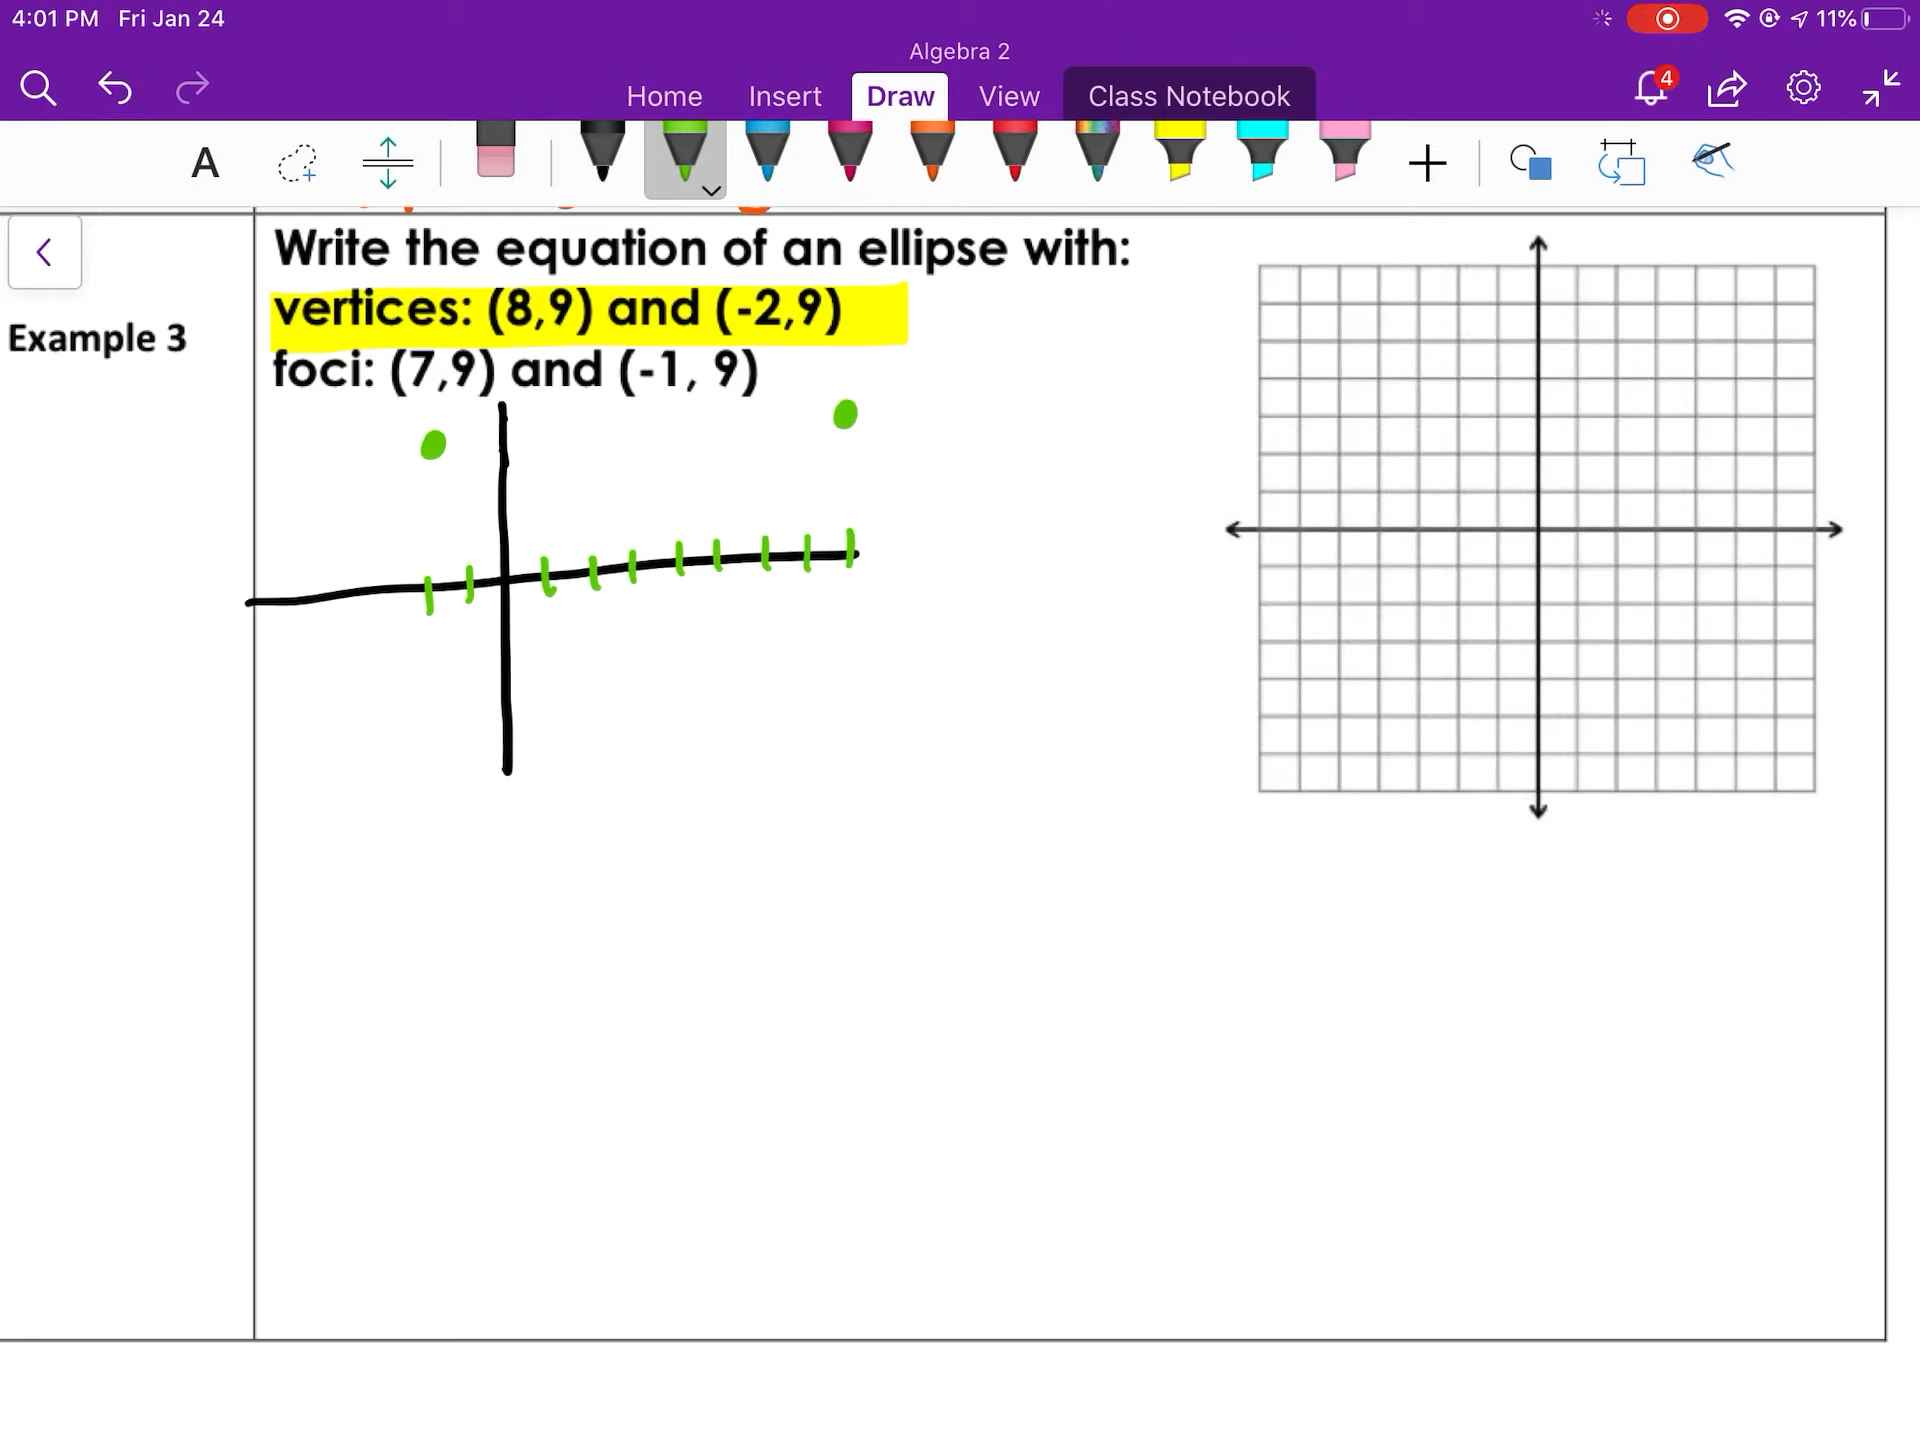 4:01 PM Fri Jan 24 11%
Algebra 2
Home Insert Draw View Class Notebook
4
A
Write the equation of an ellipse with:
vertices: (8,9) and (-2,9)
Example 3
foci: (7,9) and (-1, 9)